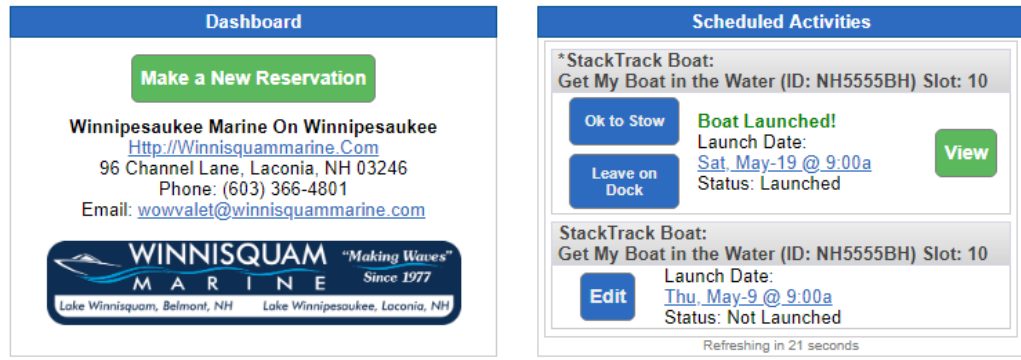 Dashboard
Make a New Reservation
Winnipesaukee Marine On Winnipesaukee
Http://Winnisquammarine.Com
96 Channel Lane, Laconia, NH 03246
Phone: (603) 366-4801
Email: wowvalet@winnisquammarine.com
WINNISQUAM
MARINE
"Making Waves"
Since 1977
Lake Winnisquam, Belmont, NH
Lake Winnipesaukee, Laconia, NH
Scheduled Activities
*StackTrack Boat:
Get My Boat in the Water (ID: NH5555BH) Slot: 10
Ok to Stow
Leave on
Dock
Boat Launched!
Launch Date:
Sat, May-19 @ 9:00a
Status: Launched
View
StackTrack Boat:
Get My Boat in the Water (ID: NH5555BH) Slot: 10
Edit
Launch Date:
Thu, May-9 @ 9:00a
Status: Not Launched
Refreshing in 21 seconds